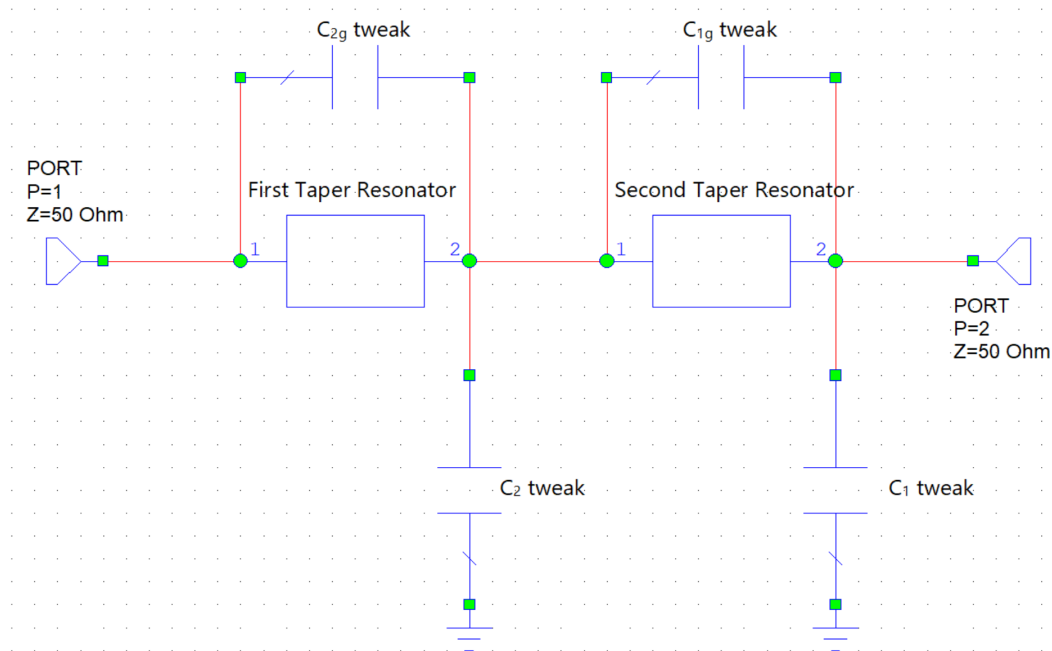 C₂g tweak
C₁g tweak
PORT
P=1
Z=50 Ohm
First Taper Resonator
Second Taper Resonator
1
2
1
2
PORT
P=2
Z=50 Ohm
C₂ tweak
C₁ tweak